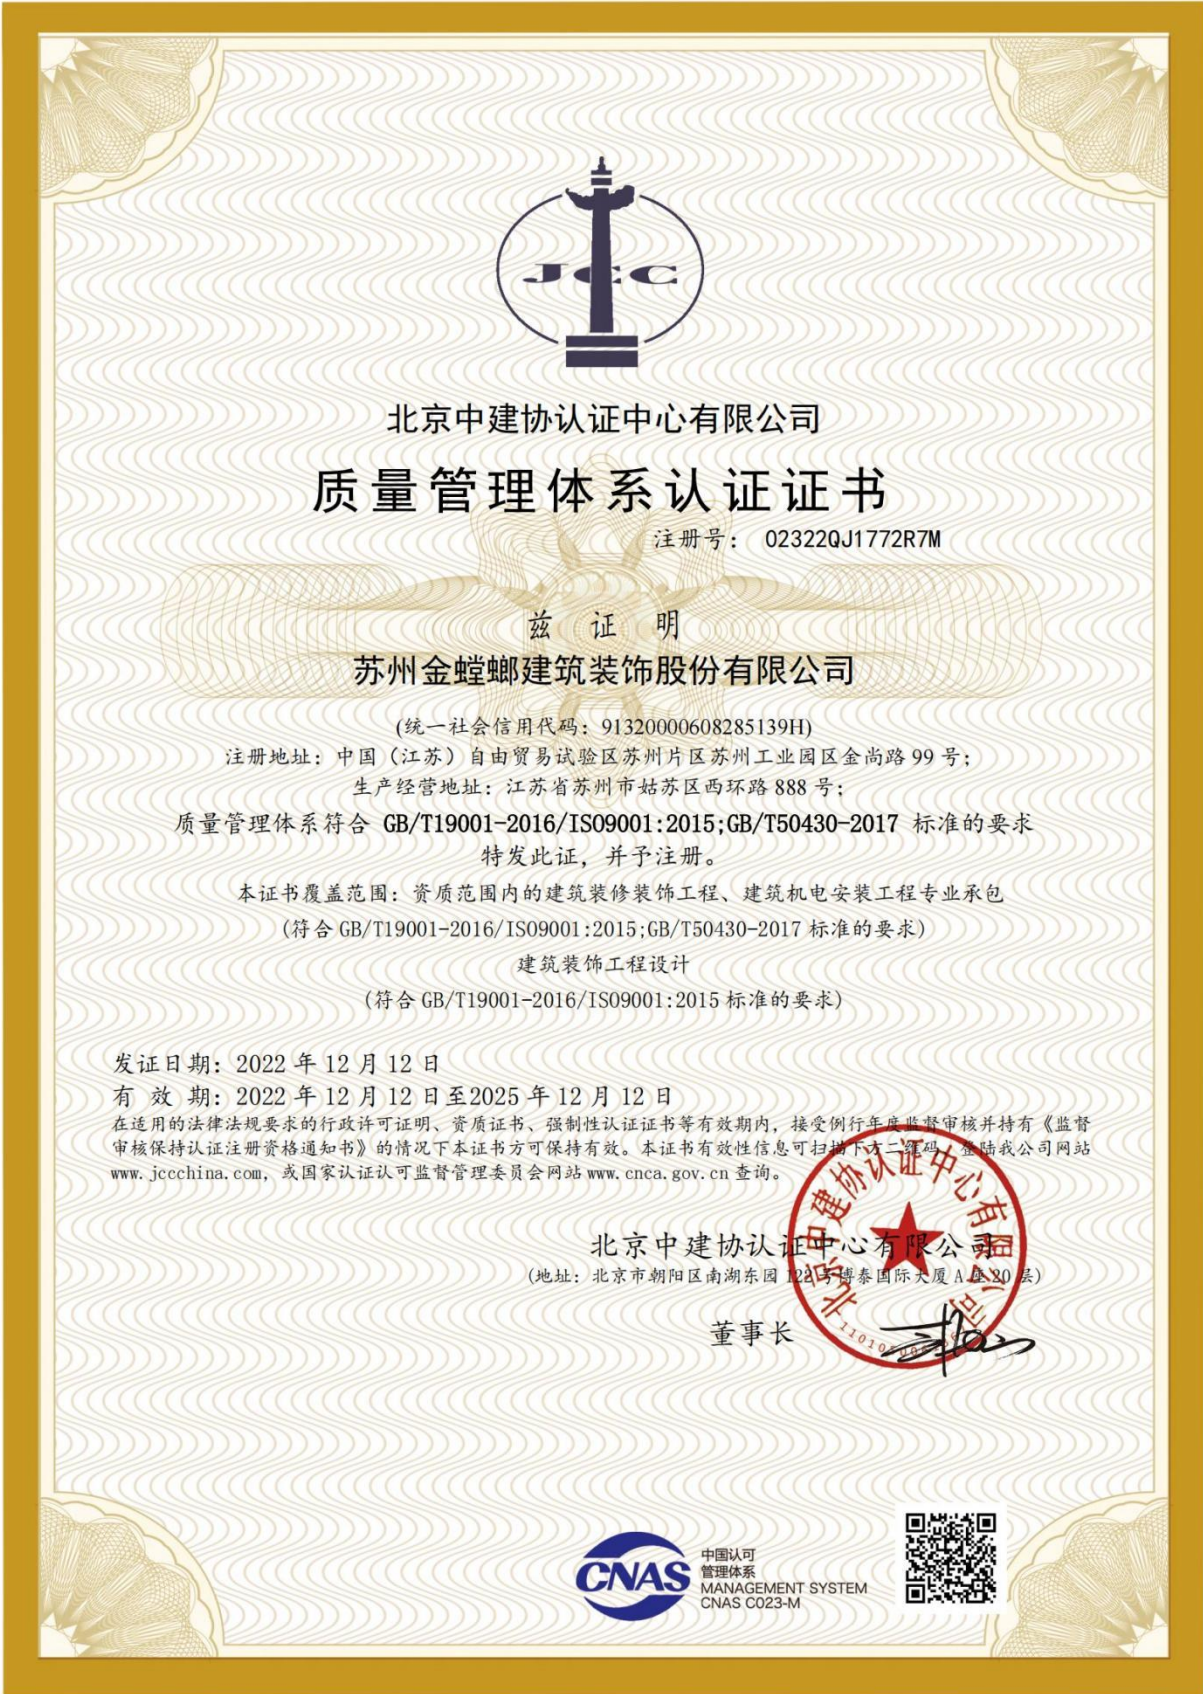 JCC
北京中建协认证中心有限公司
质量管理体系认证证书
注册号： 02322QJ1772R7M
兹 证 明
苏州金螳螂建筑装饰股份有限公司
(统一社会信用代码：91320000608285139H)
注册地址：中国（江苏）自由贸易试验区苏州片区苏州工业园区金尚路 99 号；
生产经营地址：江苏省苏州市姑苏区西环路 888 号；
质量管理体系符合 GB/T19001-2016/ISO9001:2015;GB/T50430-2017 标准的要求
特发此证，并予注册。
本证书覆盖范围：资质范围内的建筑装修装饰工程、建筑机电安装工程专业承包
(符合 GB/T19001-2016/ISO9001:2015;GB/T50430-2017 标准的要求)
建筑装饰工程设计
(符合 GB/T19001-2016/ISO9001:2015 标准的要求)
发证日期：2022 年 12 月 12 日
有 效 期：2022 年 12 月 12 日至2025 年 12 月 12 日
在适用的法律法规要求的行政许可证明、资质证书、强制性认证证书等有效期内，接受例行年度监督审核并持有《监督
审核保持认证注册资格通知书》的情况下本证书方可保持有效。本证书有效性信息可扫描下方二维码、登陆我公司网站
www.jccchina.com，或国家认证认可监督管理委员会网站 www.cnca.gov.cn 查询。
北京中建协认证中心有限公司
北京中建协认证中心有限公司
(地址：北京市朝阳区南湖东园 122 号博泰国际大厦 A 座 20 层)
董事长
CNAS
中国认可
管理体系
MANAGEMENT SYSTEM
CNAS C023-M